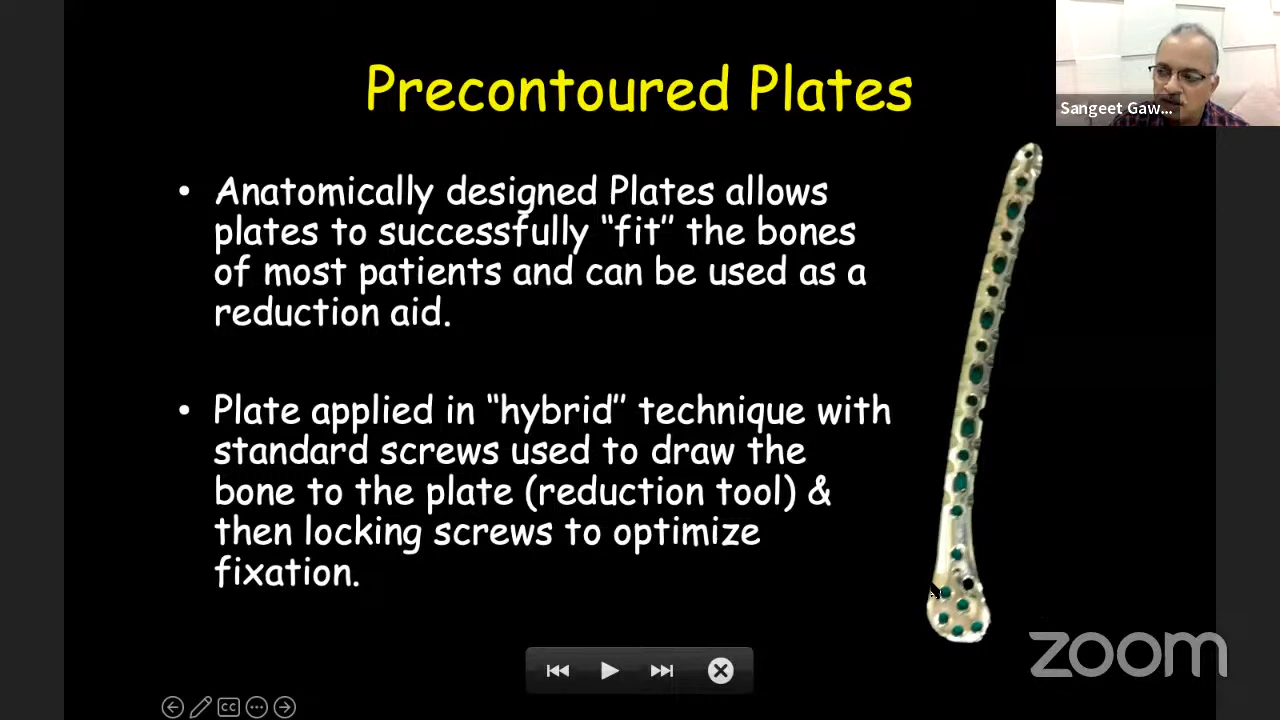 Precontoured Plates
Sangeet Gaw...
• Anatomically designed Plates allows
plates to successfully “fit” the bones
of most patients and can be used as a
reduction aid.
• Plate applied in “hybrid” technique with
standard screws used to draw the
bone to the plate (reduction tool) &
then locking screws to optimize
fixation.
zoom
CC